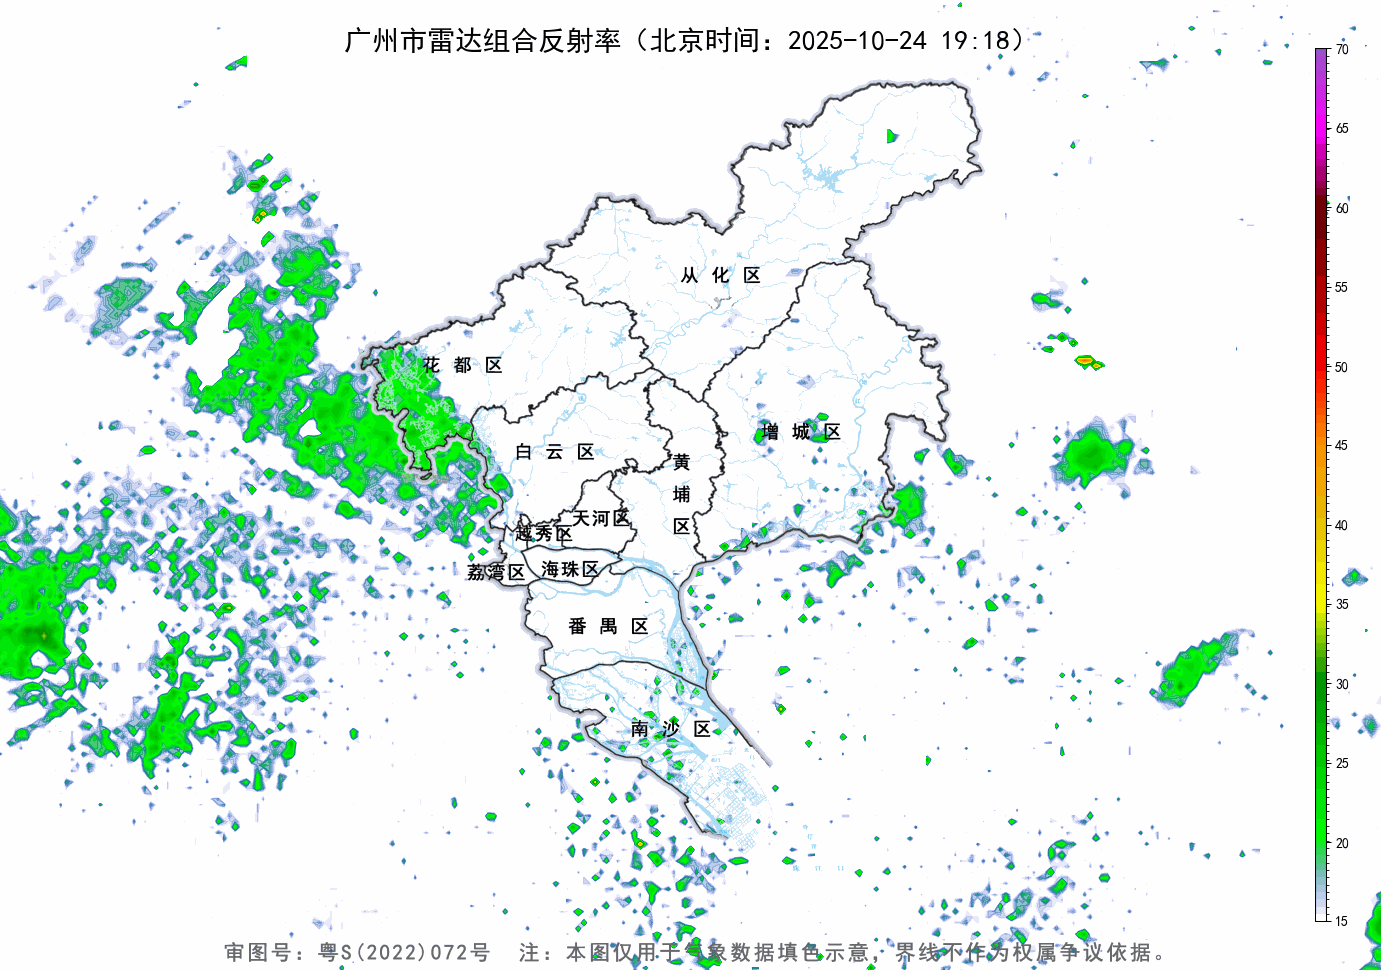 广州市雷达组合反射率（北京时间：2025-10-24 19:18）
70
65
60
55
50
45
40
35
30
25
20
15
从化区
花都区
白云区
增城区
黄埔区
天河区
越秀区
荔湾区
海珠区
番禺区
南沙区
审图号：粤S(2022)072号 注：本图仅用于气象数据填色示意，界线不作为权属争议依据。